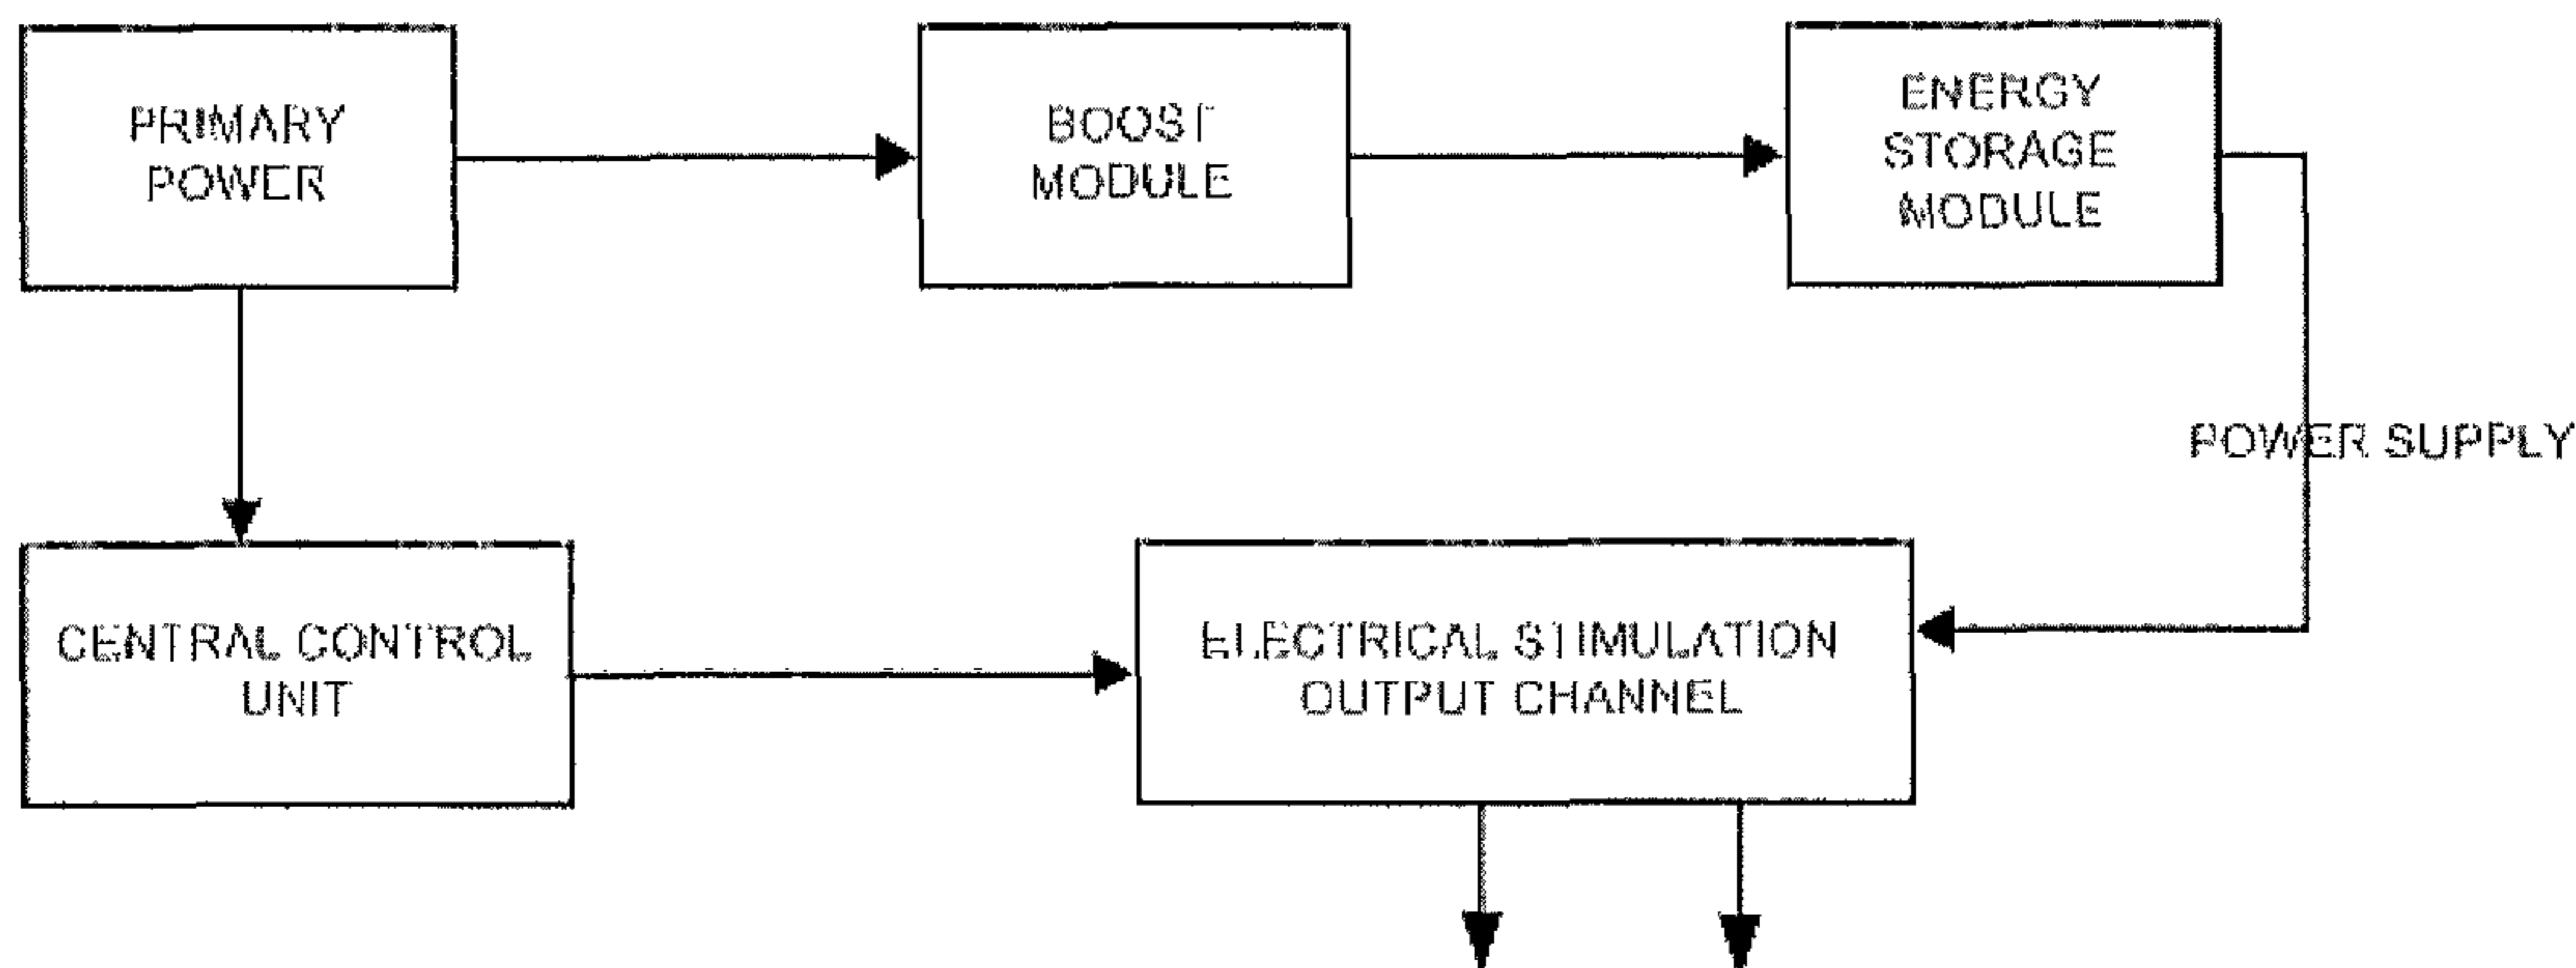 PRIMARY
POWER
BOOST
MODULE
ENERGY
STORAGE
MODULE
POWER SUPPLY
CENTRAL CONTROL
UNIT
ELECTRICAL STIMULATION
OUTPUT CHANNEL